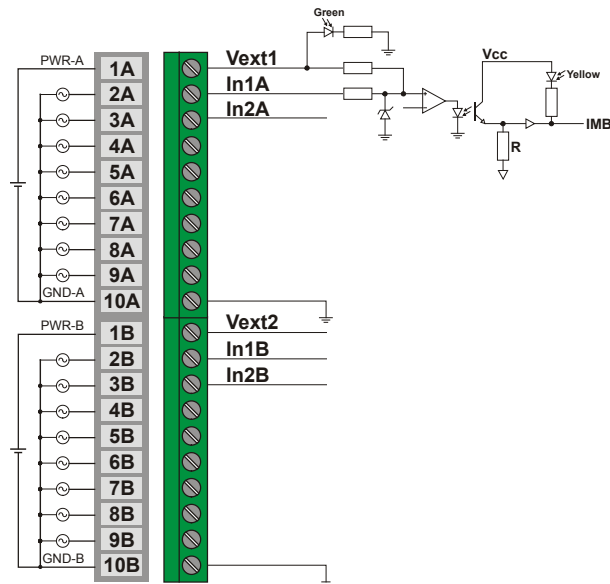 Green
PWR-A
1A
Vext1
Vcc
Yellow
2A
In1A
3A
In2A
IMB
4A
R
5A
6A
7A
8A
9A
GND-A
10A
PWR-B
1B
Vext2
2B
In1B
3B
In2B
4B
5B
6B
7B
8B
9B
GND-B
10B